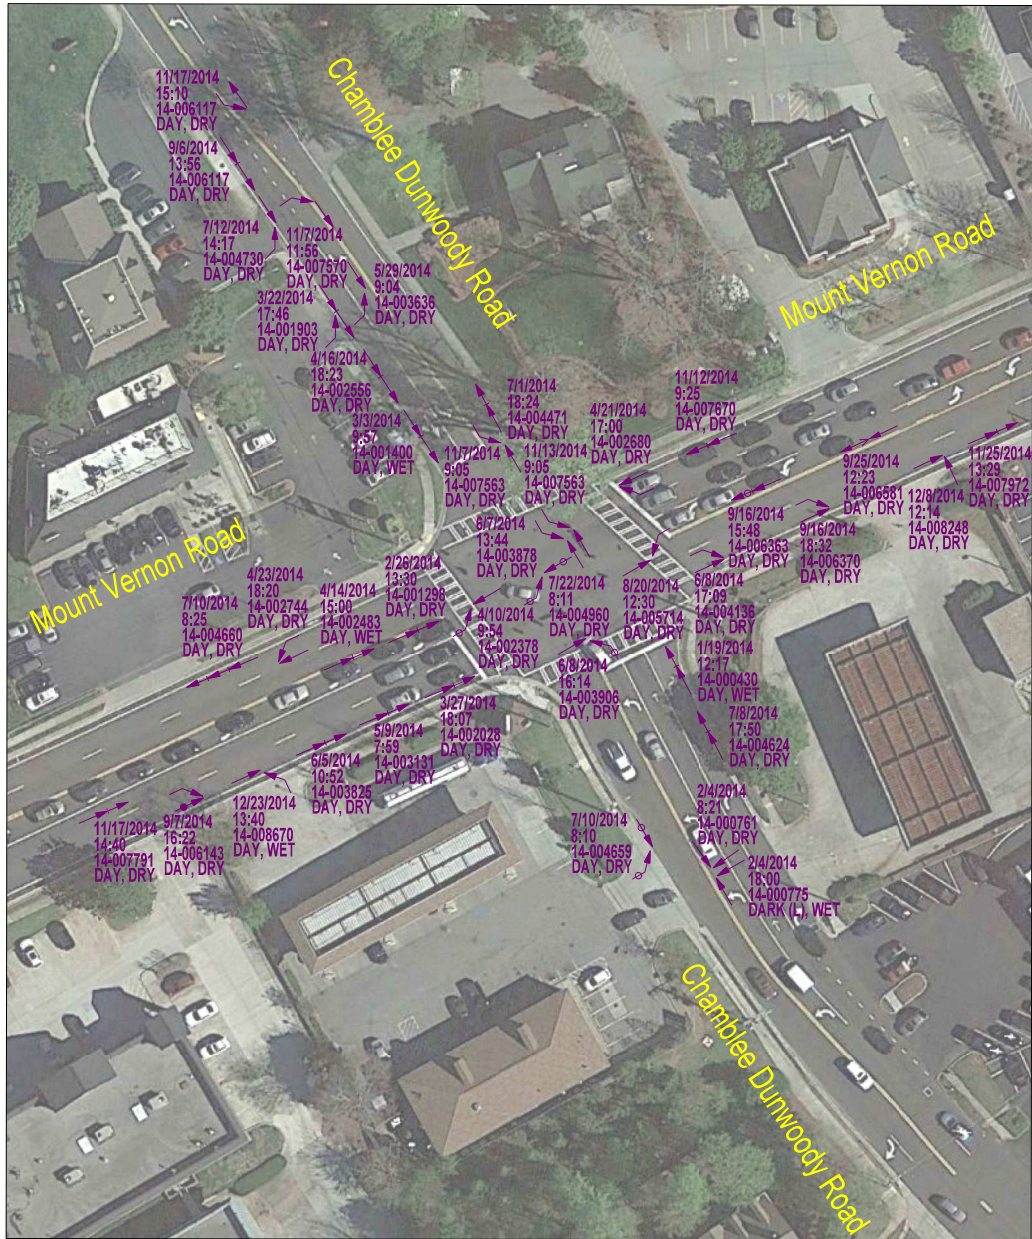 11/17/2014
15:10
14-006117
DAY, DRY
9/6/2014
13:56
14-006117
DAY, DRY
7/12/2014
14:17
14-004730
DAY, DRY
11/7/2014
11:56
14-007570
DAY, DRY
5/29/2014
9:04
14-003636
DAY, DRY
3/22/2014
17:46
14-001903
DAY, DRY
4/16/2014
18:23
14-002556
DAY, DRY
3/3/2014
9:57
14-001400
DAY, WET
Chamblee Dunwoody Road
Mount Vernon Road
7/1/2014
18:24
14-004471
DAY, DRY
4/21/2014
17:00
14-002680
DAY, DRY
11/12/2014
9:25
14-007670
DAY, DRY
11/7/2014
9:05
14-007563
DAY, DRY
11/13/2014
9:05
14-007563
DAY, DRY
9/25/2014
12:23
14-006581
DAY, DRY
11/25/2014
13:29
14-007972
DAY, DRY
12/8/2014
12:14
14-008248
DAY, DRY
9/16/2014
15:48
14-006363
DAY, DRY
9/16/2014
18:32
14-006370
DAY, DRY
6/7/2014
13:44
14-003878
DAY, DRY
Mount Vernon Road
2/26/2014
13:30
14-001298
DAY, DRY
4/23/2014
18:20
14-002744
DAY, DRY
4/14/2014
15:00
14-002483
DAY, WET
7/10/2014
8:25
14-004660
DAY, DRY
4/10/2014
9:54
14-002378
DAY, DRY
7/22/2014
8:11
14-004960
DAY, DRY
8/20/2014
12:30
14-005714
DAY, DRY
6/8/2014
17:09
14-004136
DAY, DRY
1/19/2014
12:17
14-000430
DAY, WET
6/8/2014
16:14
14-003906
DAY, DRY
7/8/2014
17:50
14-004624
DAY, DRY
3/27/2014
18:07
14-002028
DAY, DRY
5/9/2014
7:59
14-003131
DAY, DRY
6/5/2014
10:52
14-003825
DAY, DRY
12/23/2014
13:40
14-008670
DAY, WET
9/7/2014
16:22
14-006143
DAY, DRY
11/17/2014
14:40
14-007791
DAY, DRY
7/10/2014
8:10
14-004659
DAY, DRY
2/4/2014
8:21
14-000761
DAY, DRY
2/4/2014
18:00
14-000775
DARK (L), WET
Chamblee Dunwoody Road